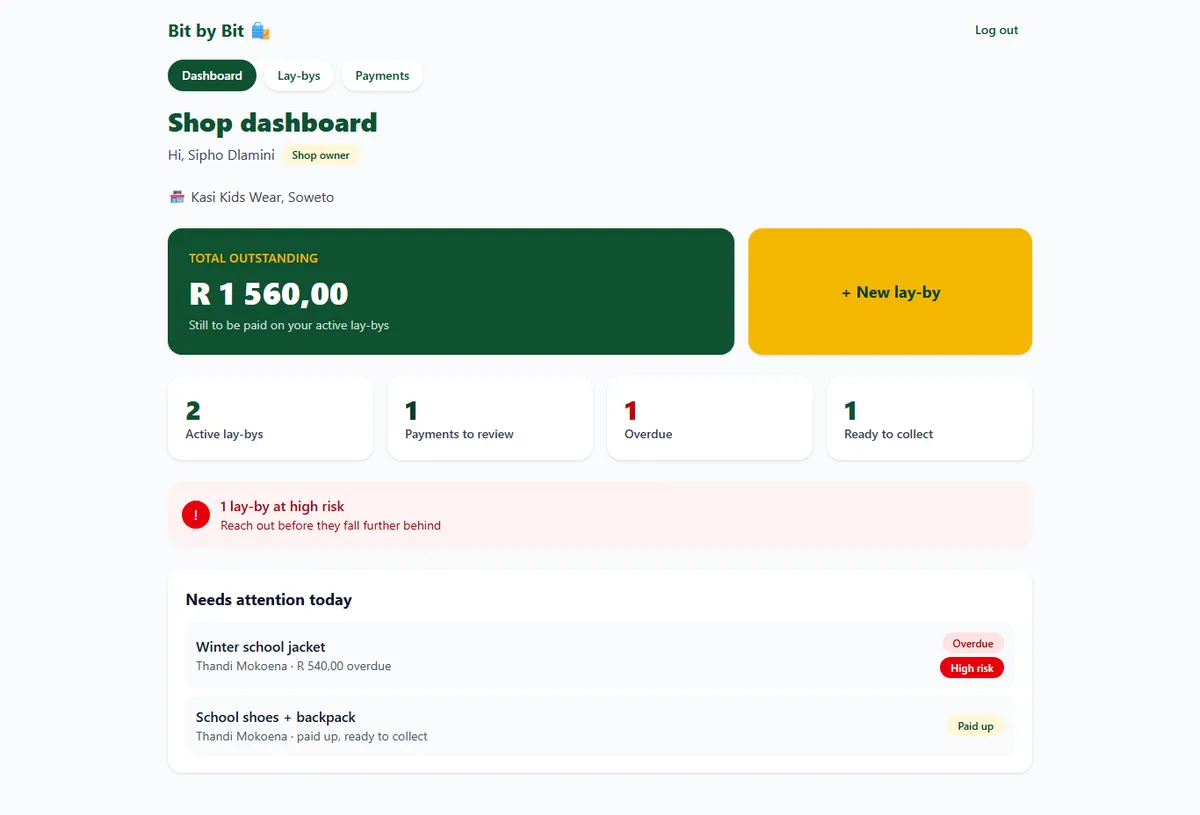 Bit by Bit 🛍️
Log out
Dashboard
Lay-bys
Payments
Shop dashboard
Hi, Sipho Dlamini
Shop owner
Kasi Kids Wear, Soweto
TOTAL OUTSTANDING
R 1 560,00
Still to be paid on your active lay-bys
+ New lay-by
2
Active lay-bys
1
Payments to review
1
Overdue
1
Ready to collect
!
1 lay-by at high risk
Reach out before they fall further behind
Needs attention today
Winter school jacket
Thandi Mokoena · R 540,00 overdue
Overdue
High risk
School shoes + backpack
Thandi Mokoena · paid up, ready to collect
Paid up